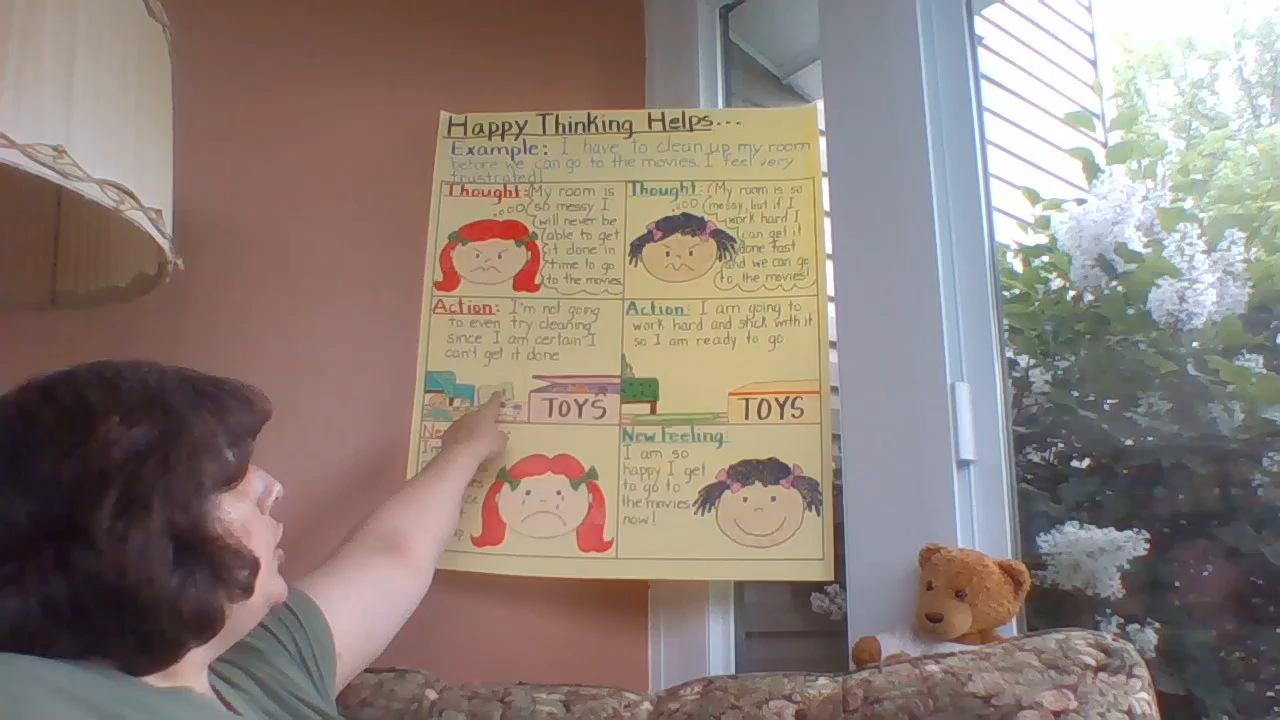 Happy Thinking Helps...
Example: I have to clean up my room
before we can go to the movies. I feel very
frustrated!
Thought: My room is
so messy I
will never be
able to get
it done in
time to go
to the movies
Thought: My room is so
messy, but if I
work hard I
can get it
done fast
and we can go
to the movies!
Action: I'm not going
to even try cleaning
since I am certain I
can't get it done
TOYS
Action: I am going to
work hard and stick with it
so I am ready to go
TOYS
New Feeling:
I am so
happy I get
to go to
the movies
now!